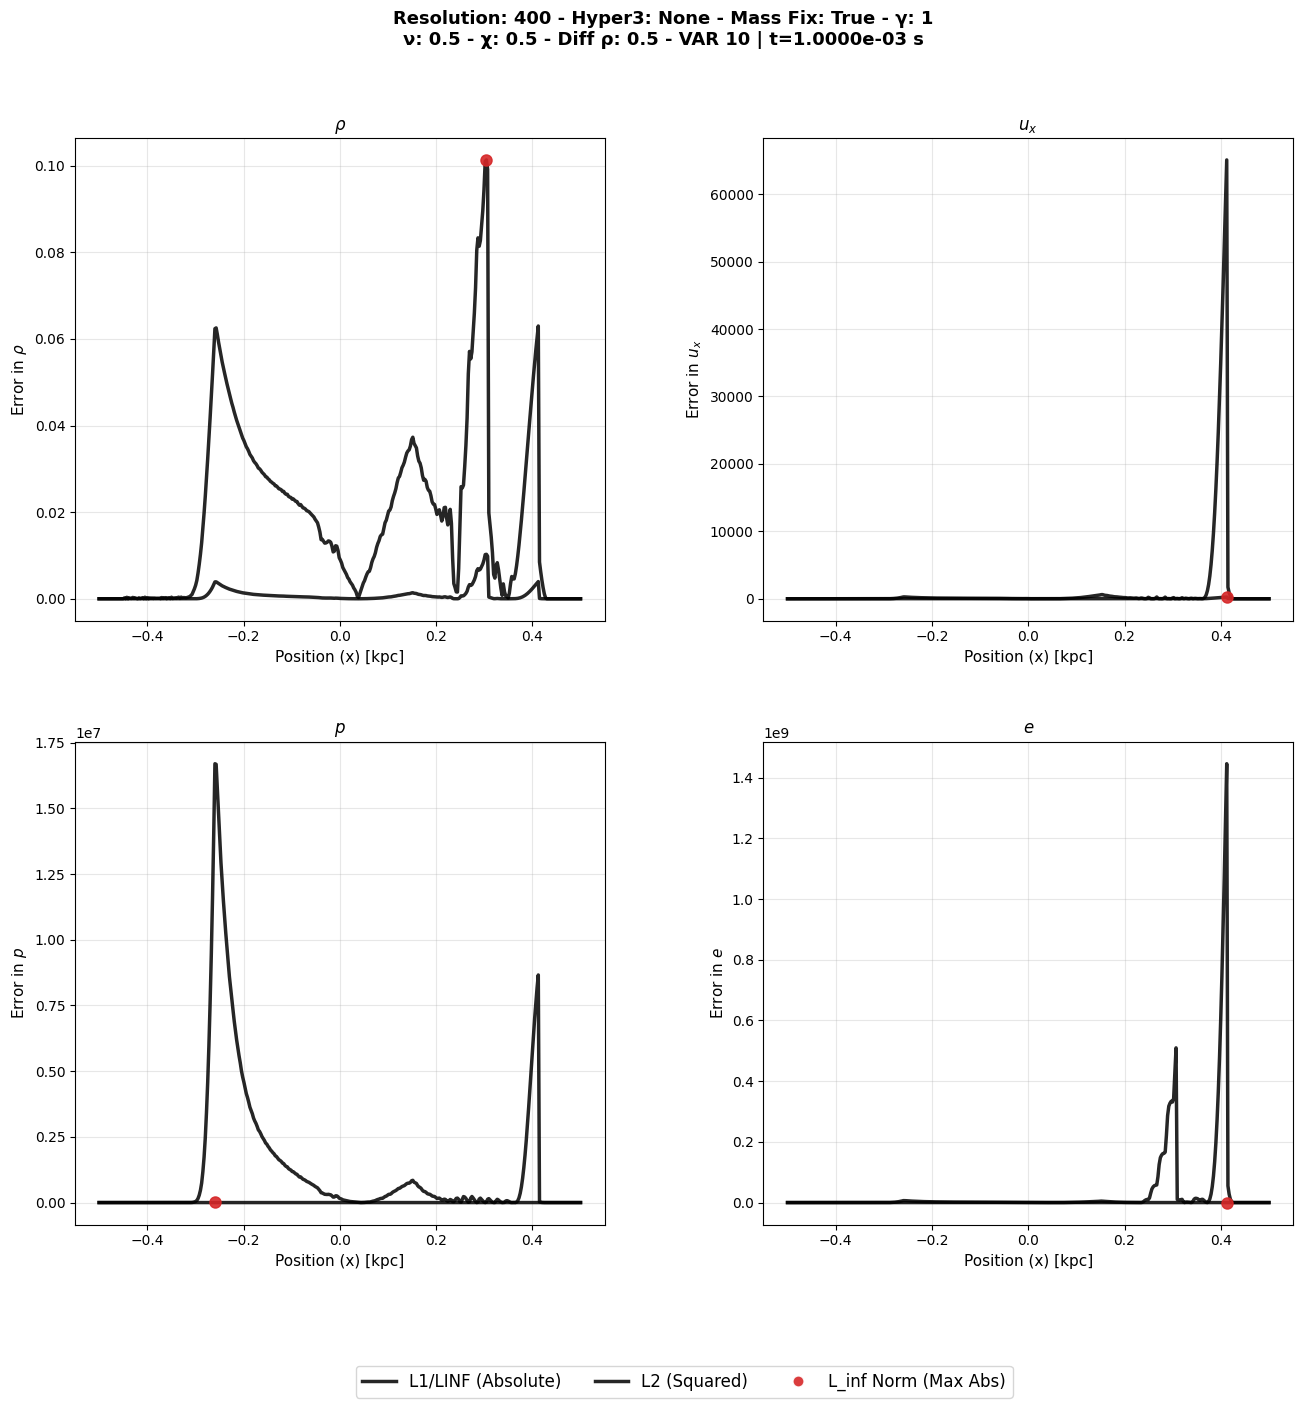 Resolution: 400 - Hyper3: None - Mass Fix: True - γ: 1
ν: 0.5 - χ: 0.5 - Diff ρ: 0.5 - VAR 10 | t=1.0000e-03 s
ρ
Error in ρ
0.10
0.08
0.06
0.04
0.02
0.00
−0.4 −0.2 0.0 0.2 0.4
Position (x) [kpc]
u_x
Error in u_x
60000
50000
40000
30000
20000
10000
0
−0.4 −0.2 0.0 0.2 0.4
Position (x) [kpc]
p
1e7
Error in p
1.75
1.50
1.25
1.00
0.75
0.50
0.25
0.00
−0.4 −0.2 0.0 0.2 0.4
Position (x) [kpc]
e
1e9
Error in e
1.4
1.2
1.0
0.8
0.6
0.4
0.2
0.0
−0.4 −0.2 0.0 0.2 0.4
Position (x) [kpc]
L1/LINF (Absolute) L2 (Squared) L_inf Norm (Max Abs)